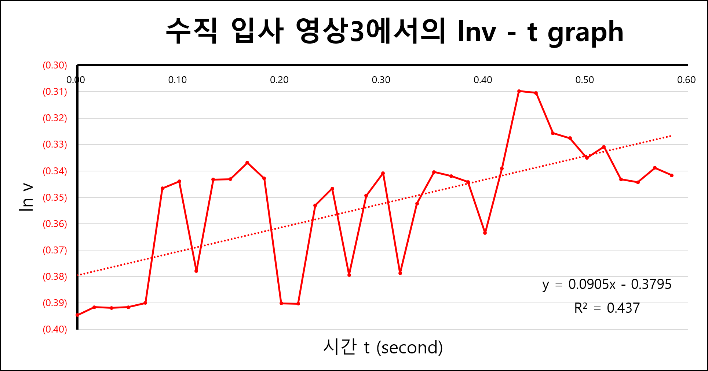 수직 입사 영상3에서의 lnv - t graph
(0.30)
0.00 0.10 0.20 0.30 0.40 0.50 0.60
(0.31)
(0.32)
(0.33)
(0.34)
(0.35)
(0.36)
(0.37)
(0.38)
(0.39)
(0.40)
ln v
y = 0.0905x - 0.3795
R² = 0.437
시간 t (second)